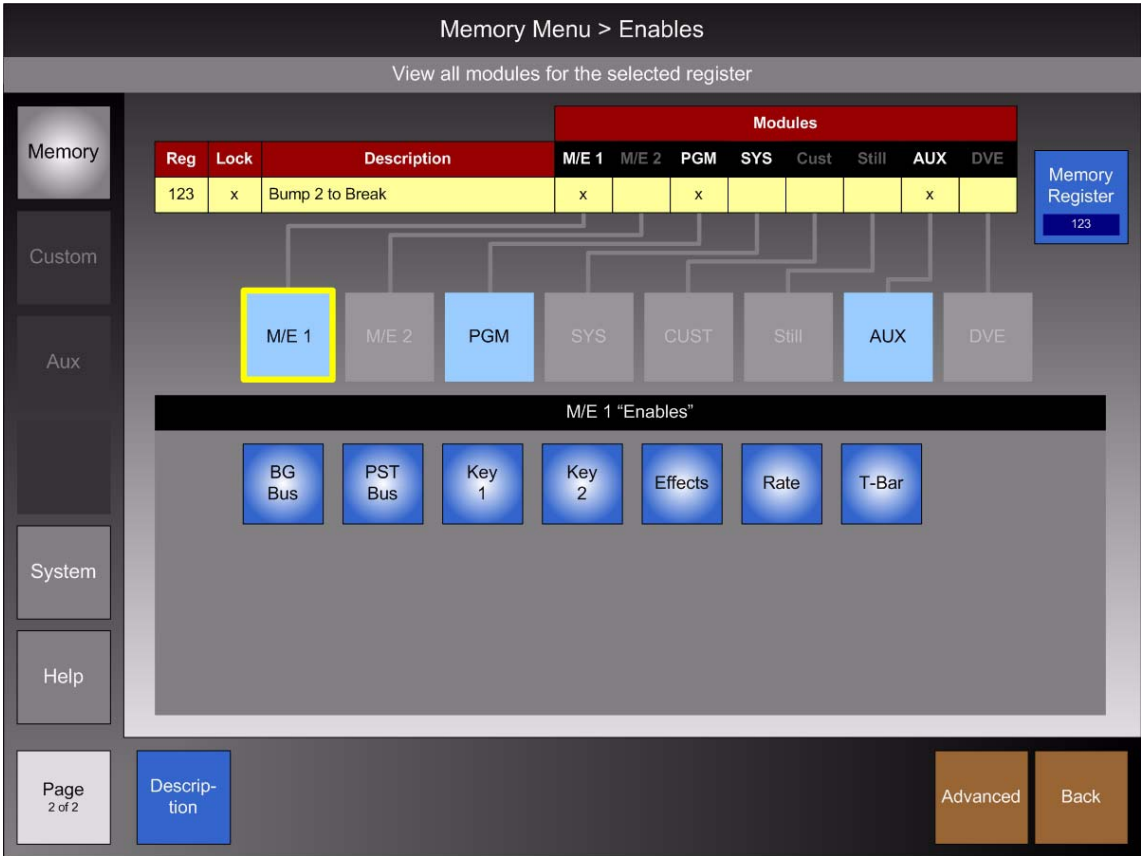 Memory Menu > Enables
View all modules for the selected register
Memory
Custom
Aux
System
Help
Modules
Reg Lock Description M/E 1 M/E 2 PGM SYS Cust Still AUX DVE
123 x Bump 2 to Break x x x
Memory
Register
123
M/E 1 M/E 2 PGM SYS CUST Still AUX DVE
M/E 1 “Enables”
BG
Bus
PST
Bus
Key
1
Key
2
Effects
Rate
T-Bar
Page
2 of 2
Descrip-
tion
Advanced
Back